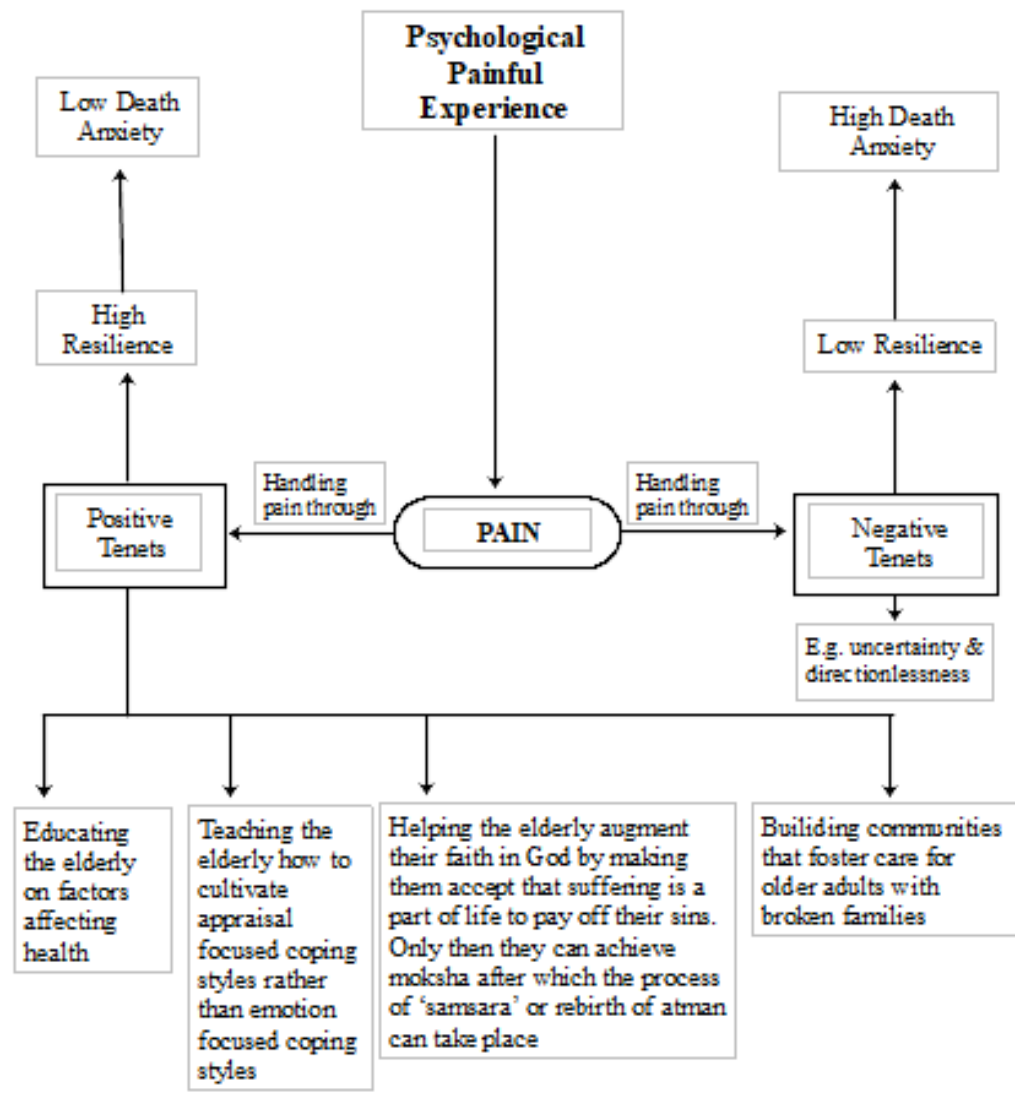 Psychological
Painful
Experience
Low Death
Anxiety
High Death
Anxiety
High
Resilience
Low Resilience
Handling
pain through
Handling
pain through
Positive
Tenets
PAIN
Negative
Tenets
E.g. uncertainty &
directionlessness
Educating
the elderly
on factors
affecting
health
Teaching the
elderly how to
cultivate
appraisal
focused coping
styles rather
than emotion
focused coping
styles
Helping the elderly augment
their faith in God by making
them accept that suffering is a
part of life to pay off their sins.
Only then they can achieve
moksha after which the process
of ‘samsara’ or rebirth of atman
can take place
Builiding communities
that foster care for
older adults with
broken families